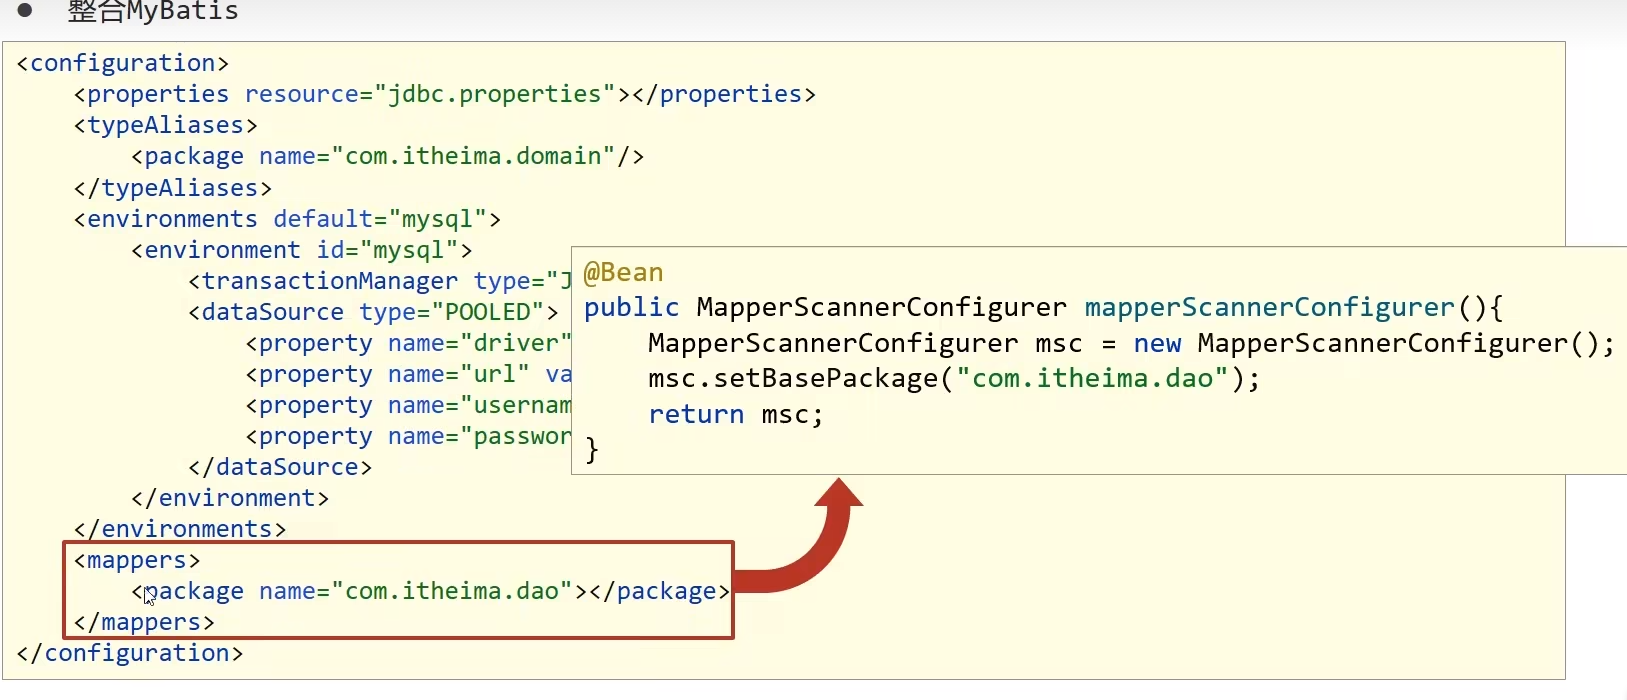 ● 整合MyBatis
<configuration>
<properties resource="jdbc.properties"></properties>
<typeAliases>
<package name="com.itheima.domain"/>
</typeAliases>
<environments default="mysql">
<environment id="mysql">
<transactionManager type="J
<dataSource type="POOLED">
<property name="driver"
<property name="url" va
<property name="usernam
<property name="passwor
</dataSource>
</environment>
</environments>
<mappers>
<package name="com.itheima.dao"></package>
</mappers>
</configuration>
@Bean
public MapperScannerConfigurer mapperScannerConfigurer(){
MapperScannerConfigurer msc = new MapperScannerConfigurer();
msc.setBasePackage("com.itheima.dao");
return msc;
}